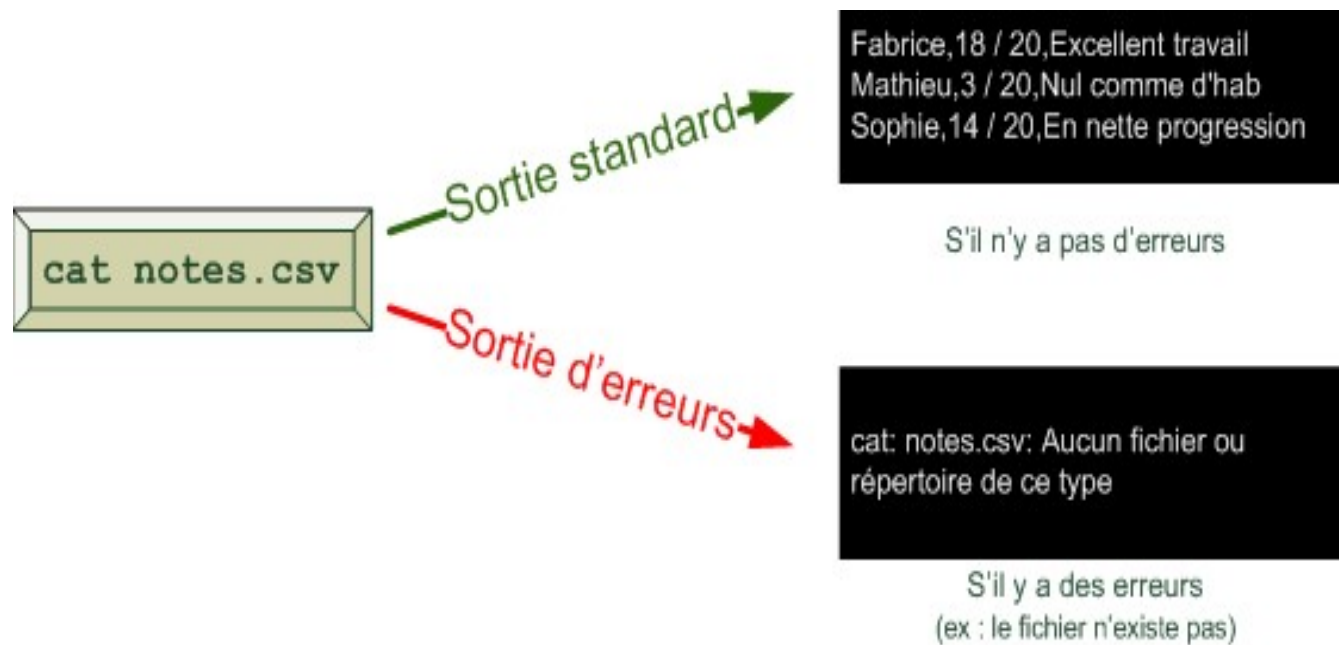 Fabrice,18 / 20,Excellent travail
Mathieu,3 / 20,Nul comme d'hab
Sophie,14 / 20,En nette progression
Sortie standard
S'il n'y a pas d'erreurs
cat notes.csv
Sortie d'erreurs
cat: notes.csv: Aucun fichier ou
répertoire de ce type
S'il y a des erreurs
(ex : le fichier n'existe pas)